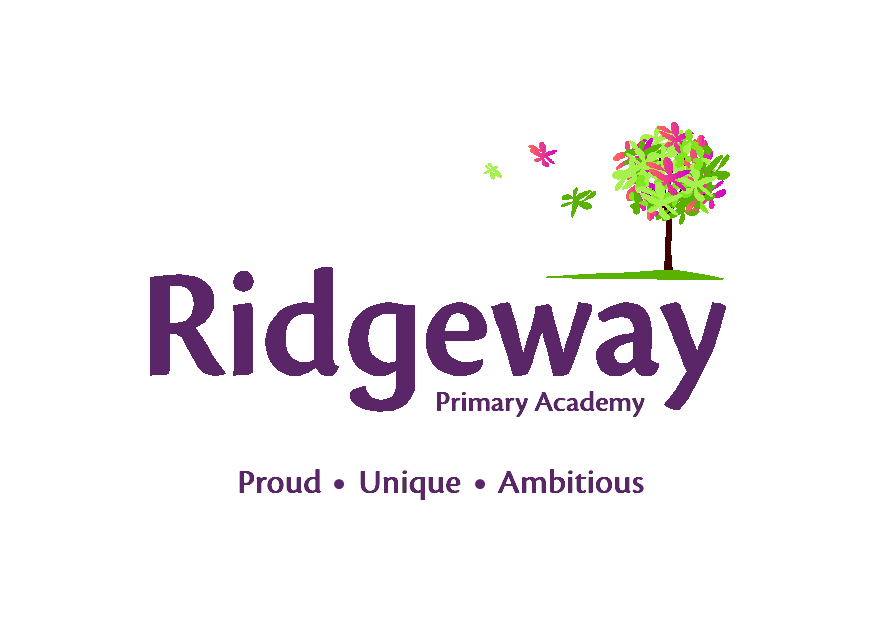 Ridgeway
Primary Academy
Proud • Unique • Ambitious